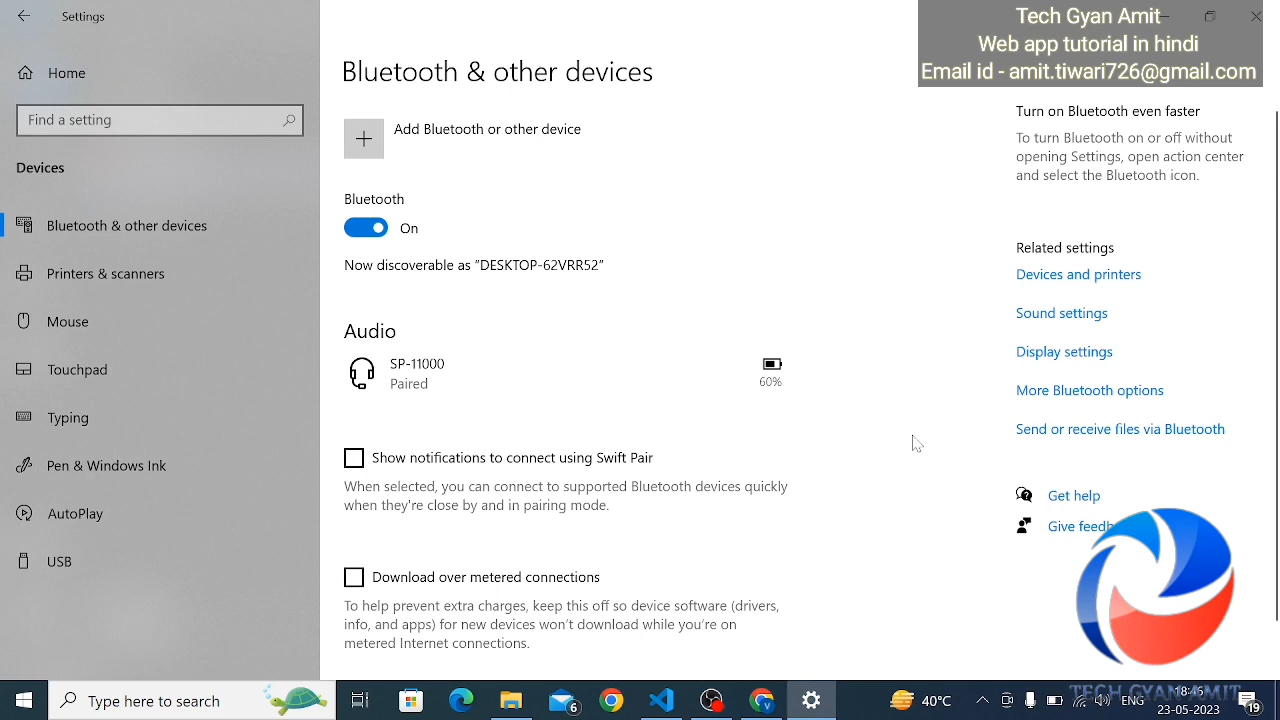 Settings
Home
Find a setting
Devices
Bluetooth & other devices
Printers & scanners
Mouse
Touchpad
Typing
Pen & Windows Ink
AutoPlay
USB
Bluetooth & other devices
Add Bluetooth or other device
Bluetooth
On
Now discoverable as "DESKTOP-62VRR52"
Audio
SP-11000
Paired
60%
Show notifications to connect using Swift Pair
When selected, you can connect to supported Bluetooth devices quickly
when they're close by and in pairing mode.
Download over metered connections
To help prevent extra charges, keep this off so device software (drivers,
info, and apps) for new devices won't download while you're on
metered Internet connections.
Tech Gyan Amit
Web app tutorial in hindi
Email id - amit.tiwari726@gmail.com
Turn on Bluetooth even faster
To turn Bluetooth on or off without
opening Settings, open action center
and select the Bluetooth icon.
Related settings
Devices and printers
Sound settings
Display settings
More Bluetooth options
Send or receive files via Bluetooth
Get help
Give
TECH GYAN AMIT
Type here to search
6
V
40°C
ENG
23-05-2023
19